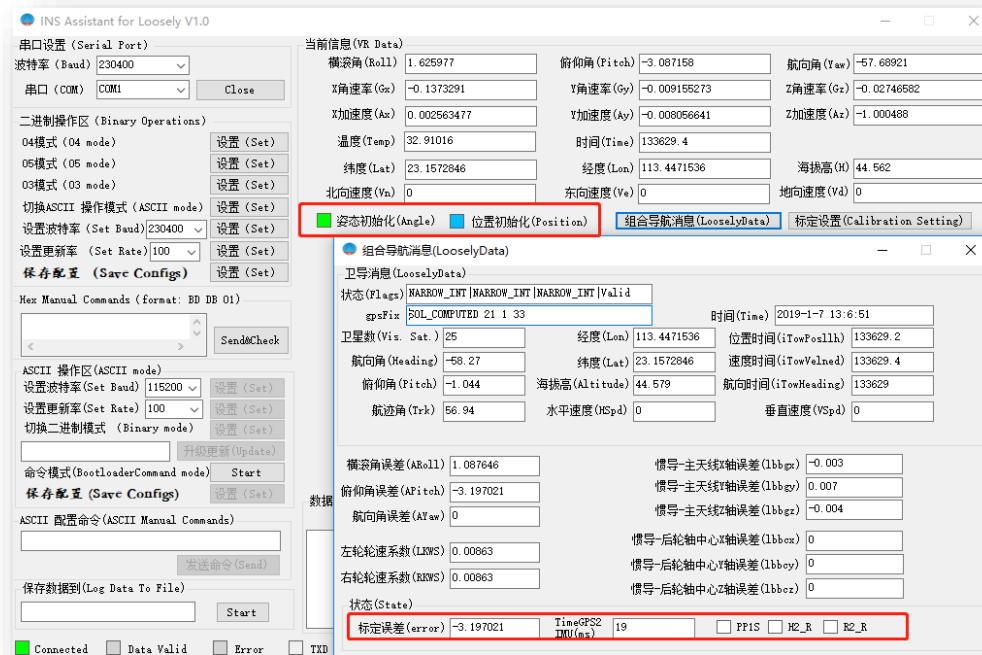 INS Assistant for Loosely V1.0
串口设置 (Serial Port)
波特率 (Baud) 230400
串口 (COM) COM1 Close
二进制操作区 (Binary Operations)
04模式 (04 mode) 设置 (Set)
05模式 (05 mode) 设置 (Set)
03模式 (03 mode) 设置 (Set)
切换ASCII 操作模式 (ASCII mode) 设置 (Set)
设置波特率 (Set Baud) 230400 设置 (Set)
设置更新率 (Set Rate) 100 设置 (Set)
保存配置 (Save Configs) 设置 (Set)
Hex Manual Commands (format: BD DB 01)
Send&Check
ASCII 操作区(ASCII mode)
设置波特率(Set Baud) 115200 设置 (Set)
设置更新率(Set Rate) 100 设置 (Set)
切换二进制模式 (Binary mode) 设置 (Set)
升级更新(Update)
命令模式(BootloaderCommand mode) Start
保存配置 (Save Configs) 设置 (Set)
ASCII 配置命令(ASCII Manual Commands)
发送命令(Send)
保存数据到(Log Data To File)
Start
Connected Data Valid Error TXD
当前信息(VR Data)
横滚角(Roll) 1.625977 俯仰角(Pitch) -3.087158 航向角(Yaw) -57.68921
X角速率(Gx) -0.1373291 Y角速率(Gy) -0.009155273 Z角速率(Gz) -0.02746582
X加速度(Ax) 0.002563477 Y加速度(Ay) -0.008056641 Z加速度(Az) -1.000488
温度(Temp) 32.91016 时间(Time) 133629.4
纬度(Lat) 23.1572846 经度(Lon) 113.4471536 海拔高(H) 44.562
北向速度(Vn) 0 东向速度(Ve) 0 地向速度(Vd) 0
姿态初始化(Angle) 位置初始化(Position) 组合导航消息(LooselyData) 标定设置(Calibration Setting)
数据
组合导航消息(LooselyData)
卫导消息(LooselyData)
状态(Flags) NARROW_INT|NARROW_INT|NARROW_INT|Valid
gpsFix SOL_COMPUTED 21 1 33 时间(Time) 2019-1-7 13:6:51
卫星数(Vis. Sat.) 25 经度(Lon) 113.4471536 位置时间(iTowPosllh) 133629.2
航向角(Heading) -58.27 纬度(Lat) 23.1572846 速度时间(iTowVelned) 133629.4
俯仰角(Pitch) -1.044 海拔高(Altitude) 44.579 航向时间(iTowHeading) 133629
航迹角(Trk) 56.94 水平速度(HSpd) 0 垂直速度(VSpd) 0
横滚角误差(ARoll) 1.087646 惯导-主天线X轴误差(lbbgx) -0.003
俯仰角误差(APitch) -3.197021 惯导-主天线Y轴误差(lbbgy) 0.007
航向角误差(AYaw) 0 惯导-主天线Z轴误差(lbbgz) -0.004
惯导-后轮轴中心X轴误差(lbbcx) 0
左轮轮速系数(LKWS) 0.00863 惯导-后轮轴中心Y轴误差(lbbcy) 0
右轮轮速系数(RKWS) 0.00863 惯导-后轮轴中心Z轴误差(lbbcz) 0
状态(State)
标定误差(error) -3.197021 TimeGPS2 IMU(ms) 19 PP1S H2_R R2_R